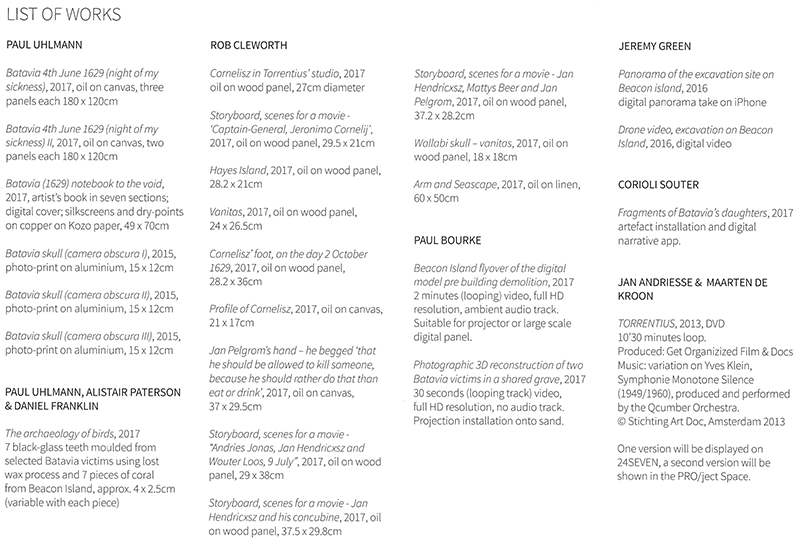 LIST OF WORKS
PAUL UHLMANN
Batavia 4th June 1629 (night of my
sickness), 2017, oil on canvas, three
panels each 180 x 120cm
Batavia 4th June 1629 (night of my
sickness) II, 2017, oil on canvas, two
panels each 180 x 120cm
Batavia (1629) notebook to the void,
2017, artist's book in seven sections;
digital cover; silkscreens and dry-points
on copper on Kozo paper, 49 x 70cm
Batavia skull (camera obscura I), 2015,
photo-print on aluminium, 15 x 12cm
Batavia skull (camera obscura II), 2015,
photo-print on aluminium, 15 x 12cm
Batavia skull (camera obscura III), 2015,
photo-print on aluminium, 15 x 12cm
PAUL UHLMANN, ALISTAIR PATERSON
& DANIEL FRANKLIN
The archaeology of birds, 2017
7 black-glass teeth moulded from
selected Batavia victims using lost
wax process and 7 pieces of coral
from Beacon Island, approx. 4 x 2.5cm
(variable with each piece)
ROB CLEWORTH
Cornelisz in Torrentius' studio, 2017
oil on wood panel, 27cm diameter
Storyboard, scenes for a movie -
'Captain-General, Jeronimo Cornelij',
2017, oil on wood panel, 29.5 x 21cm
Hayes Island, 2017, oil on wood panel,
28.2 x 21cm
Vanitas, 2017, oil on wood panel,
24 x 26.5cm
Cornelisz' foot, on the day 2 October
1629, 2017, oil on wood panel,
28.2 x 36cm
Profile of Cornelisz, 2017, oil on canvas,
21 x 17cm
Jan Pelgrom's hand – he begged 'that
he should be allowed to kill someone,
because he should rather do that than
eat or drink', 2017, oil on canvas,
37 x 29.5cm
Storyboard, scenes for a movie -
"Andries Jonas, Jan Hendricxsz and
Wouter Loos, 9 July", 2017, oil on wood
panel, 29 x 38cm
Storyboard, scenes for a movie - Jan
Hendricxsz and his concubine, 2017, oil
on wood panel, 37.5 x 29.8cm
Storyboard, scenes for a movie - Jan
Hendricxsz, Mattys Beer and Jan
Pelgrom, 2017, oil on wood panel,
37.2 x 28.2cm
Wallabi skull – vanitas, 2017, oil on
wood panel, 18 x 18cm
Arm and Seascape, 2017, oil on linen,
60 x 50cm
PAUL BOURKE
Beacon Island flyover of the digital
model pre building demolition, 2017
2 minutes (looping) video, full HD
resolution, ambient audio track.
Suitable for projector or large scale
digital panel.
Photographic 3D reconstruction of two
Batavia victims in a shared grave, 2017
30 seconds (looping track) video,
full HD resolution, no audio track.
Projection installation onto sand.
JEREMY GREEN
Panorama of the excavation site on
Beacon island, 2016
digital panorama take on iPhone
Drone video, excavation on Beacon
Island, 2016, digital video
CORIOLI SOUTER
Fragments of Batavia's daughters, 2017
artefact installation and digital
narrative app.
JAN ANDRIESSE & MAARTEN DE
KROON
TORRENTIUS, 2013, DVD
10'30 minutes loop.
Produced: Get Organizized Film & Docs
Music: variation on Yves Klein,
Symphonie Monotone Silence
(1949/1960), produced and performed
by the Qcumber Orchestra.
© Stichting Art Doc, Amsterdam 2013
One version will be displayed on
24SEVEN, a second version will be
shown in the PRO/ject Space.